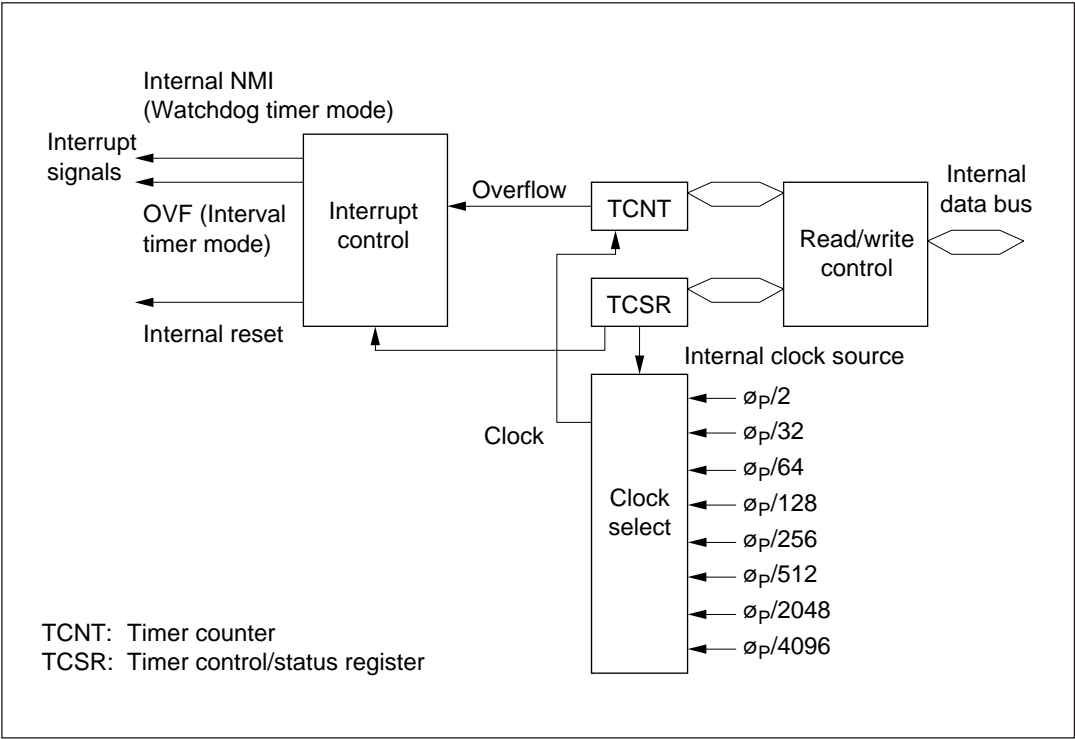 Internal NMI
(Watchdog timer mode)
Interrupt
signals
OVF (Interval
timer mode)
Interrupt
control
Internal reset
Overflow
TCNT
TCSR
Read/write
control
Internal
data bus
Internal clock source
Clock
Clock
select
øP/2
øP/32
øP/64
øP/128
øP/256
øP/512
øP/2048
øP/4096
TCNT: Timer counter
TCSR: Timer control/status register